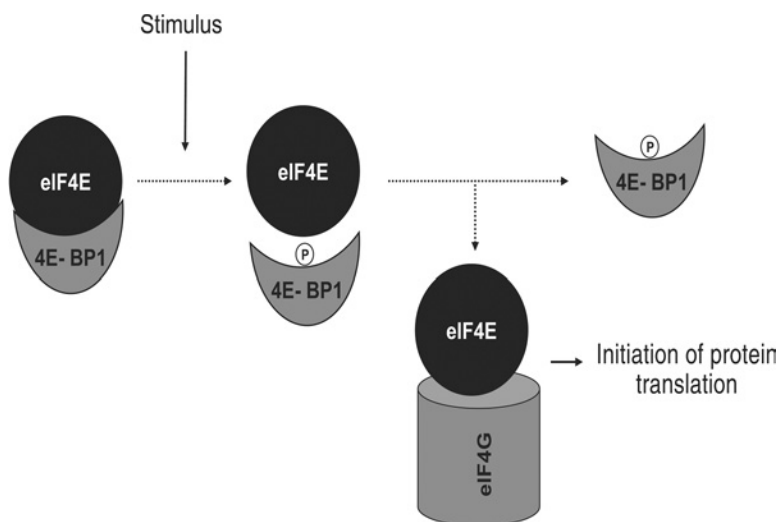 Stimulus
eIF4E
4E- BP1
eIF4E
P
4E- BP1
P
4E- BP1
eIF4E
eIF4G
Initiation of protein
translation